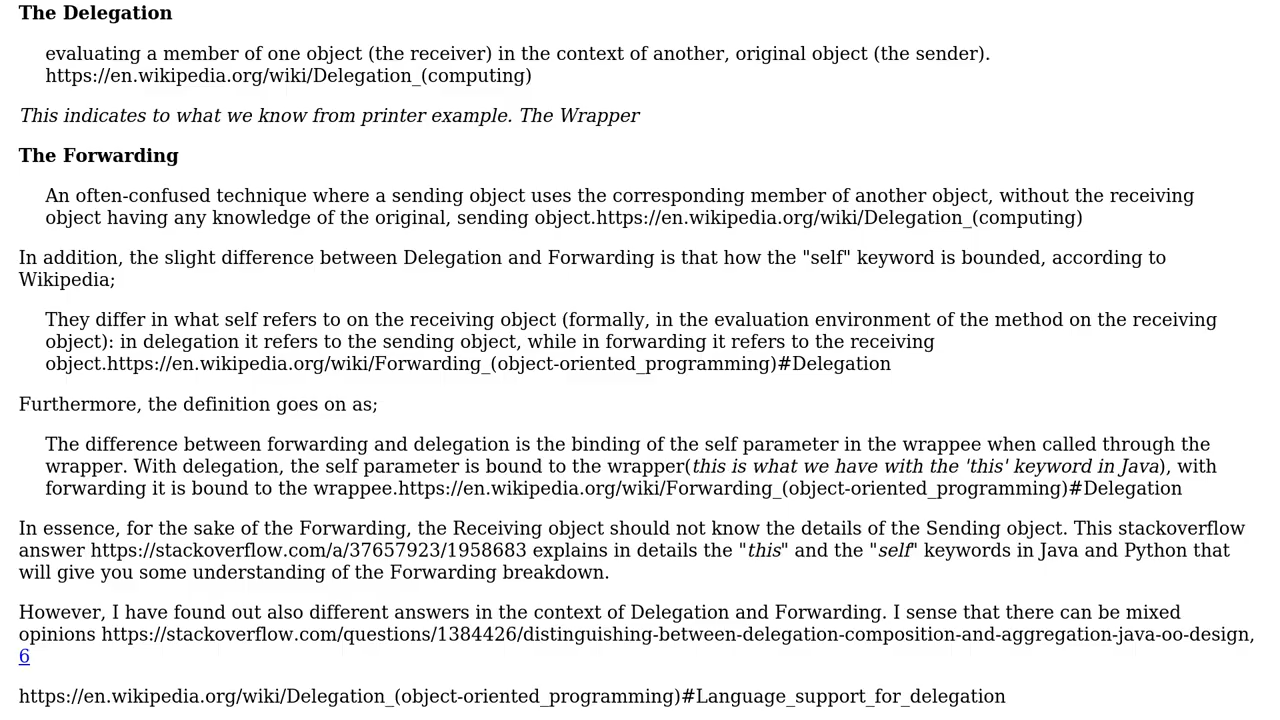 The Delegation
evaluating a member of one object (the receiver) in the context of another, original object (the sender).
https://en.wikipedia.org/wiki/Delegation_(computing)
This indicates to what we know from printer example. The Wrapper
The Forwarding
An often-confused technique where a sending object uses the corresponding member of another object, without the receiving
object having any knowledge of the original, sending object.https://en.wikipedia.org/wiki/Delegation_(computing)
In addition, the slight difference between Delegation and Forwarding is that how the "self" keyword is bounded, according to
Wikipedia;
They differ in what self refers to on the receiving object (formally, in the evaluation environment of the method on the receiving
object): in delegation it refers to the sending object, while in forwarding it refers to the receiving
object.https://en.wikipedia.org/wiki/Forwarding_(object-oriented_programming)#Delegation
Furthermore, the definition goes on as;
The difference between forwarding and delegation is the binding of the self parameter in the wrappee when called through the
wrapper. With delegation, the self parameter is bound to the wrapper(this is what we have with the 'this' keyword in Java), with
forwarding it is bound to the wrappee.https://en.wikipedia.org/wiki/Forwarding_(object-oriented_programming)#Delegation
In essence, for the sake of the Forwarding, the Receiving object should not know the details of the Sending object. This stackoverflow
answer https://stackoverflow.com/a/37657923/1958683 explains in details the "this" and the "self" keywords in Java and Python that
will give you some understanding of the Forwarding breakdown.
However, I have found out also different answers in the context of Delegation and Forwarding. I sense that there can be mixed
opinions https://stackoverflow.com/questions/1384426/distinguishing-between-delegation-composition-and-aggregation-java-oo-design,
6
https://en.wikipedia.org/wiki/Delegation_(object-oriented_programming)#Language_support_for_delegation